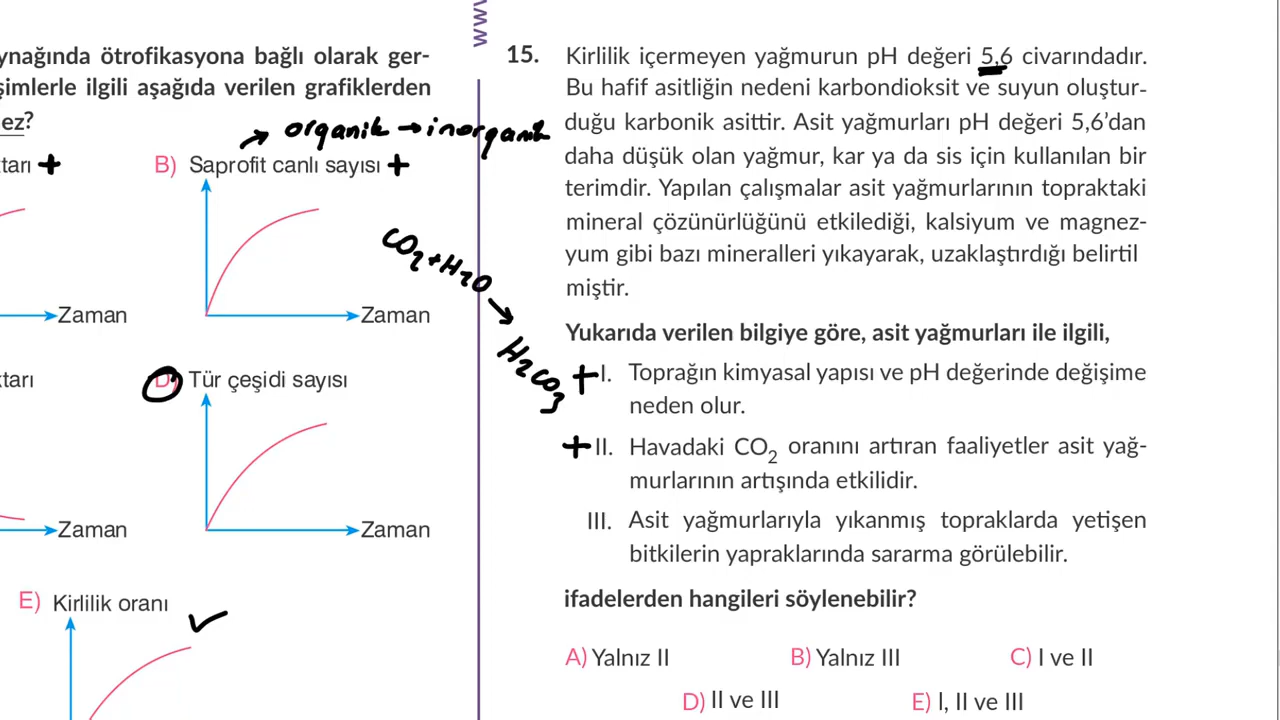 ynağında ötrofikasyona bağlı olarak ger-
şimlerle ilgili aşağıda verilen grafiklerden
ez?
organik → inorganik
tarı +
B) Saprofit canlı sayısı +
Zaman
Zaman
ktarı
D) Tür çeşidi sayısı
Zaman
Zaman
E) Kirlilik oranı
WWW
CO2+H2O → H2CO3
15. Kirlilik içermeyen yağmurun pH değeri 5,6 civarındadır.
Bu hafif asitliğin nedeni karbondioksit ve suyun oluştur-
duğu karbonik asittir. Asit yağmurları pH değeri 5,6’dan
daha düşük olan yağmur, kar ya da sis için kullanılan bir
terimdir. Yapılan çalışmalar asit yağmurlarının topraktaki
mineral çözünürlüğünü etkilediği, kalsiyum ve magnez-
yum gibi bazı mineralleri yıkayarak, uzaklaştırdığı belirtil
miştir.
Yukarıda verilen bilgiye göre, asit yağmurları ile ilgili,
+ I. Toprağın kimyasal yapısı ve pH değerinde değişime
neden olur.
+ II. Havadaki CO2 oranını artıran faaliyetler asit yağ-
murlarının artışında etkilidir.
III. Asit yağmurlarıyla yıkanmış topraklarda yetişen
bitkilerin yapraklarında sararma görülebilir.
ifadelerden hangileri söylenebilir?
A) Yalnız II B) Yalnız III C) I ve II
D) II ve III E) I, II ve III